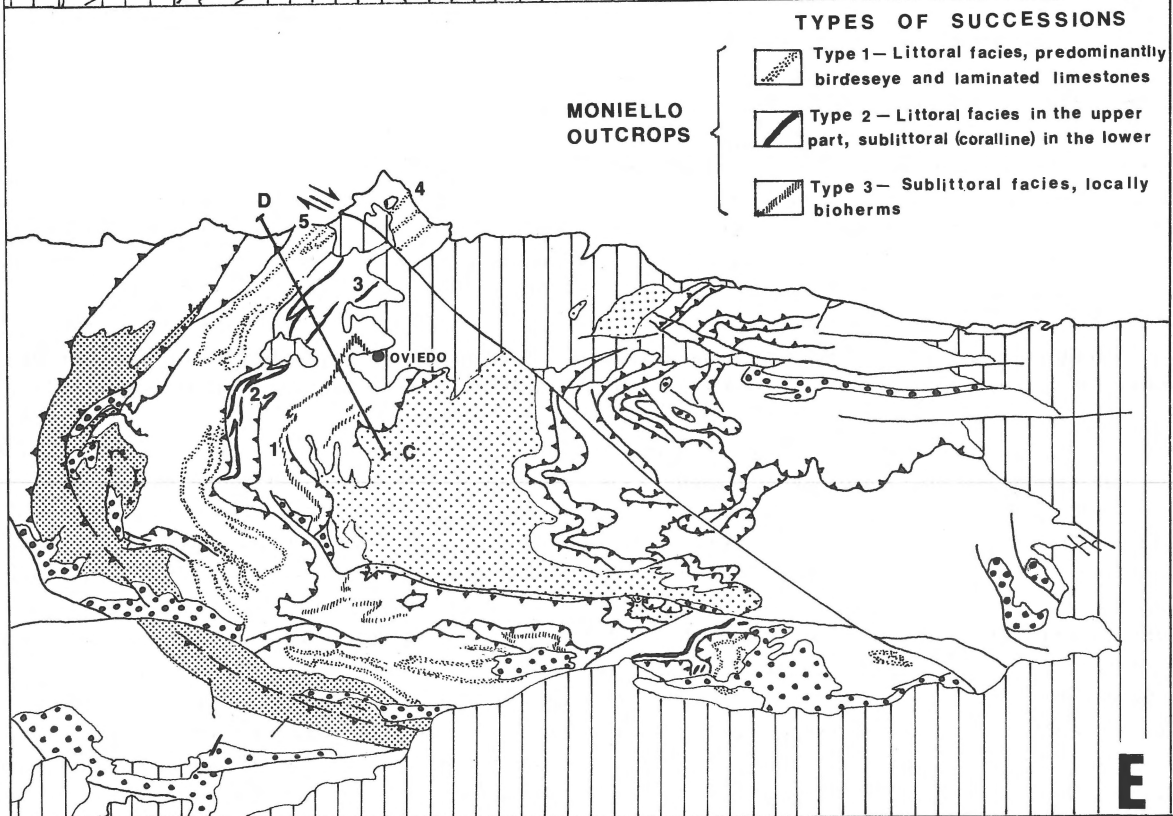 TYPES OF SUCCESSIONS
MONIELLO
OUTCROPS
Type 1— Littoral facies, predominantly
birdeseye and laminated limestones
Type 2 — Littoral facies in the upper
part, sublittoral (coralline) in the lower
Type 3— Sublittoral facies, locally
bioherms
D
4
5
3
OVIEDO
2
1
C
E